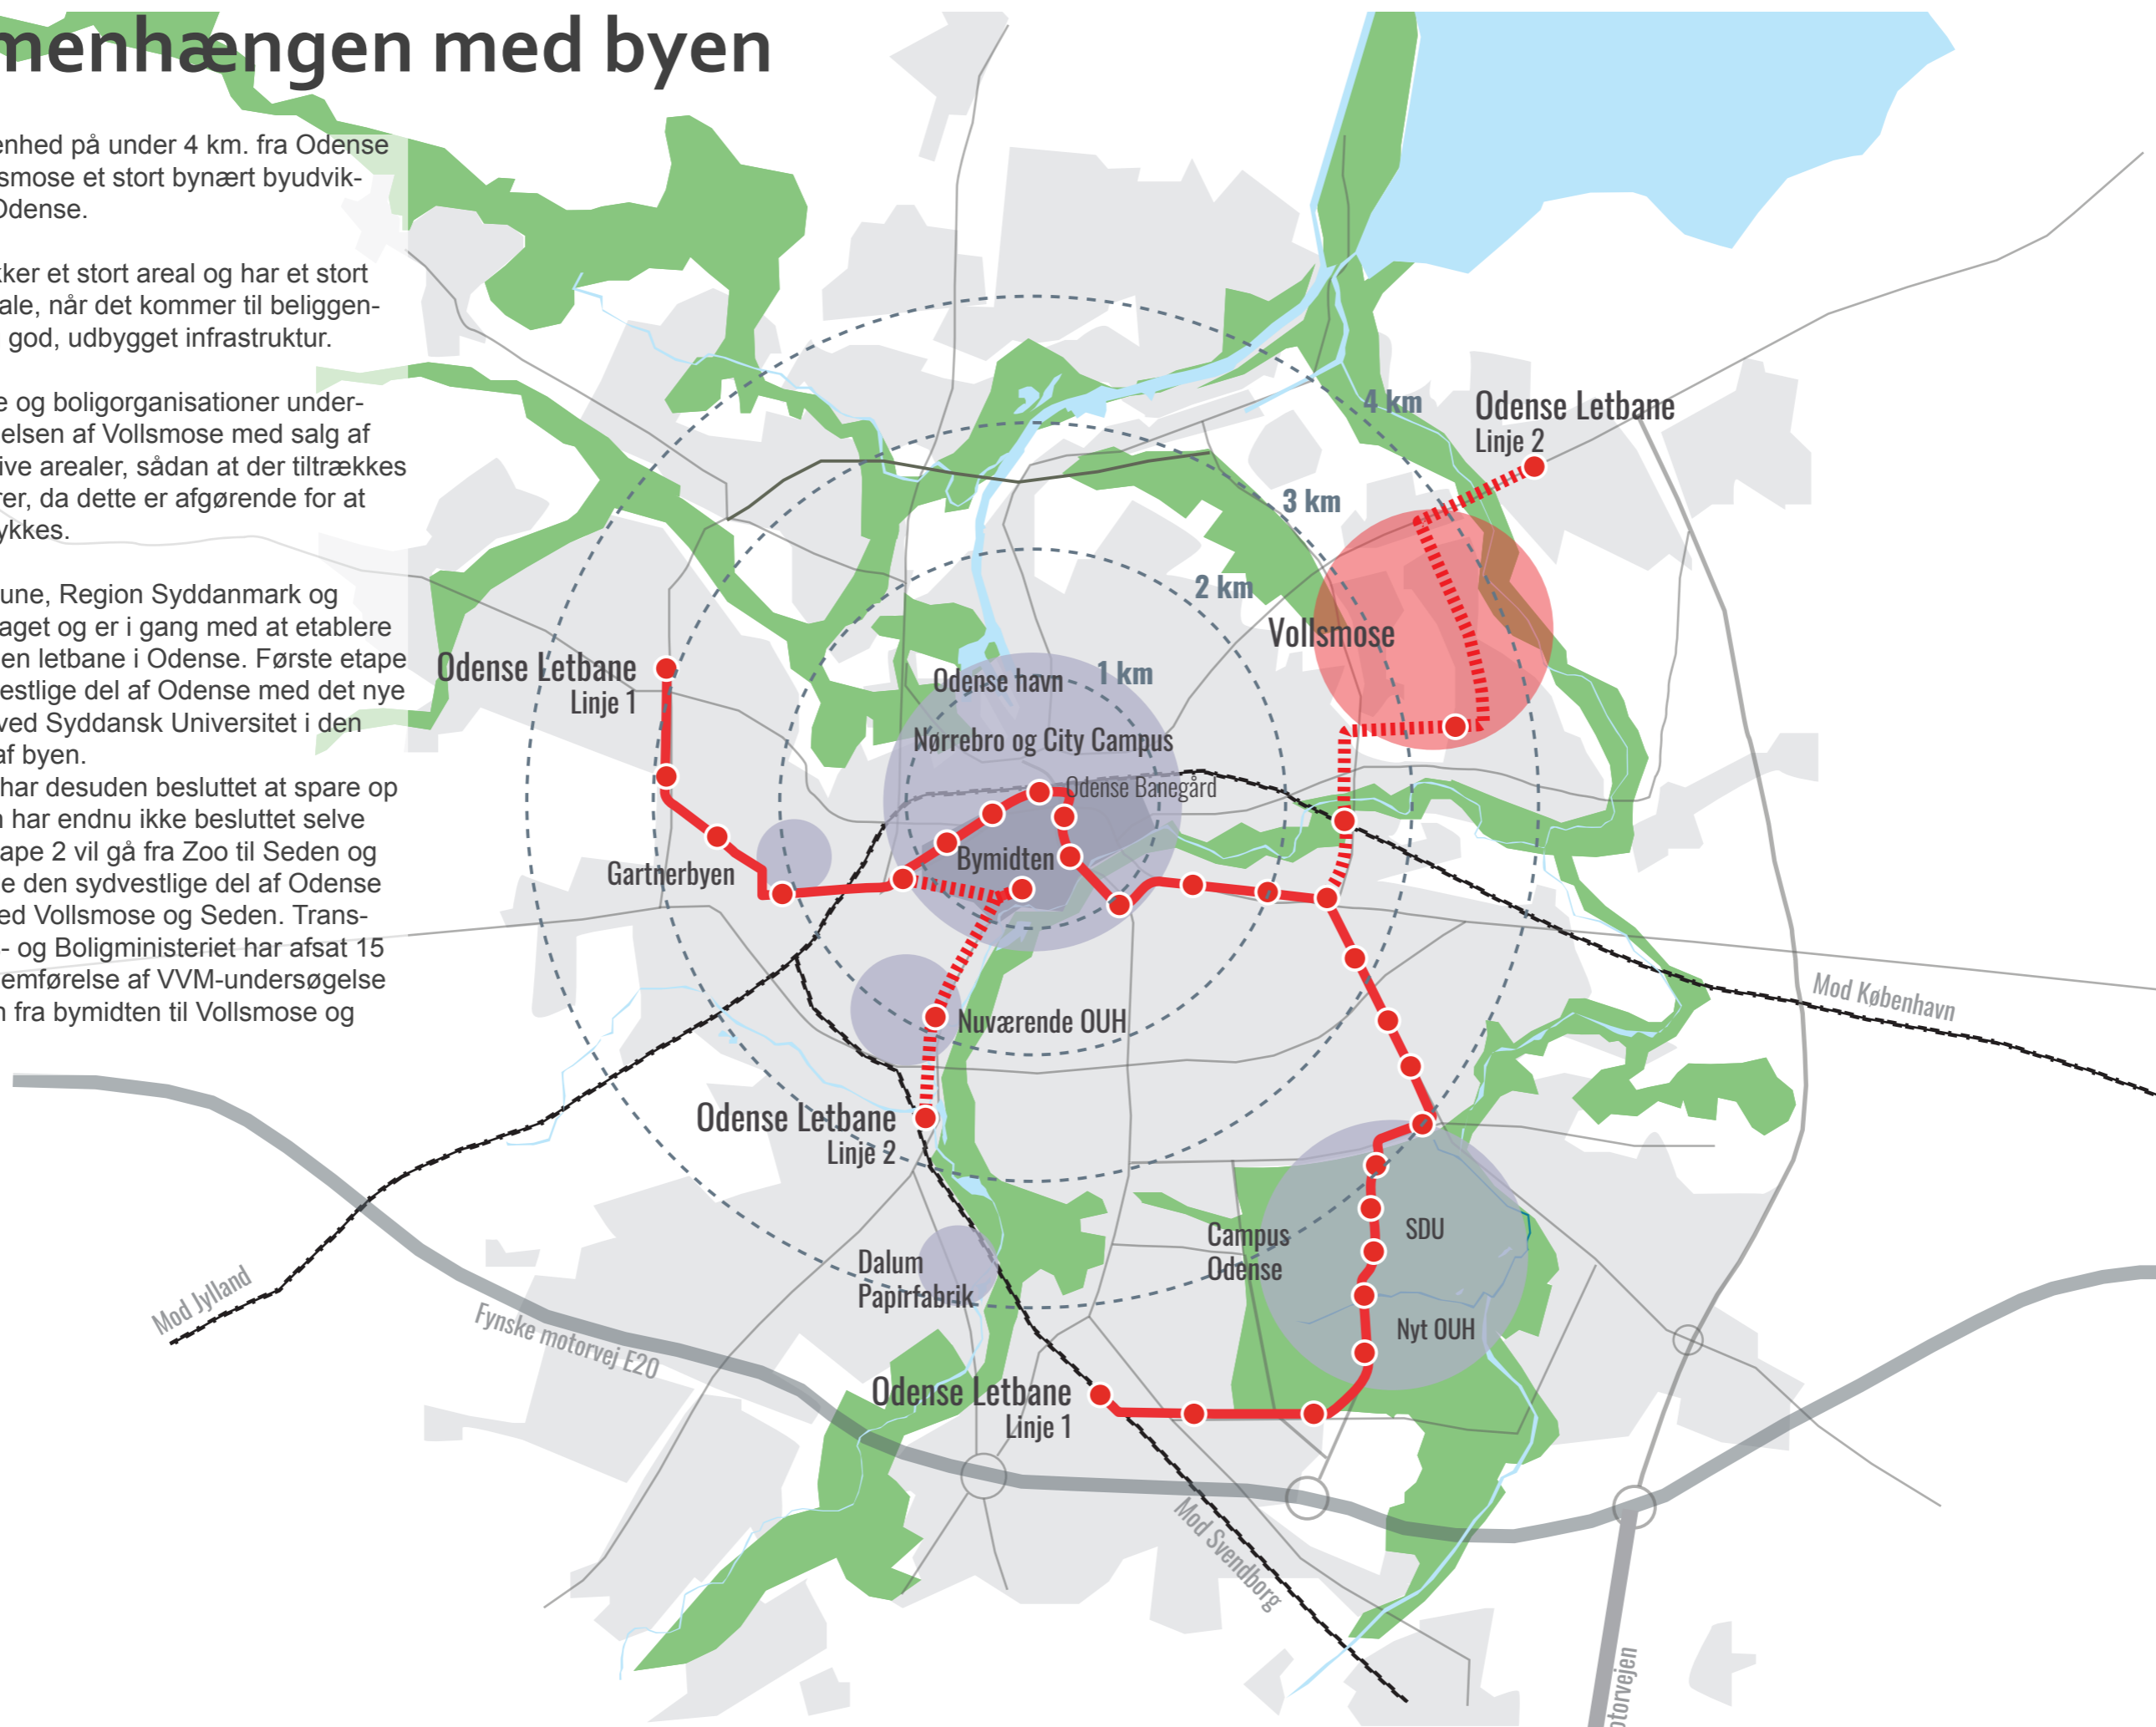 menhængen med byen
enhed på under 4 km. fra Odense
smose et stort bynært byudvik-
Odense.
kker et stort areal og har et stort
ale, når det kommer til beliggen-
god, udbygget infrastruktur.
e og boligorganisationer under-
elsen af Vollsmose med salg af
ive arealer, sådan at der tiltrækkes
rer, da dette er afgørende for at
ykkes.
une, Region Syddanmark og
taget og er i gang med at etablere
en letbane i Odense. Første etape
vestlige del af Odense med det nye
ved Syddansk Universitet i den
af byen.
har desuden besluttet at spare op
n har endnu ikke besluttet selve
ape 2 vil gå fra Zoo til Seden og
e den sydvestlige del af Odense
ed Vollsmose og Seden. Trans-
- og Boligministeriet har afsat 15
emførelse af VVM-undersøgelse
n fra bymidten til Vollsmose og
4 km
Odense Letbane
Linje 2
3 km
2 km
Vollsmose
Odense Letbane
Linje 1
1 km
Odense havn
Nørrebro og City Campus
Odense Banegård
Bymidten
Gartnerbyen
Mod København
Nuværende OUH
Odense Letbane
Linje 2
Campus
Odense
SDU
Dalum
Papirfabrik
Nyt OUH
Mod Jylland
Fynske motorvej E20
Odense Letbane
Linje 1
Mod Svendborg
otorvejen